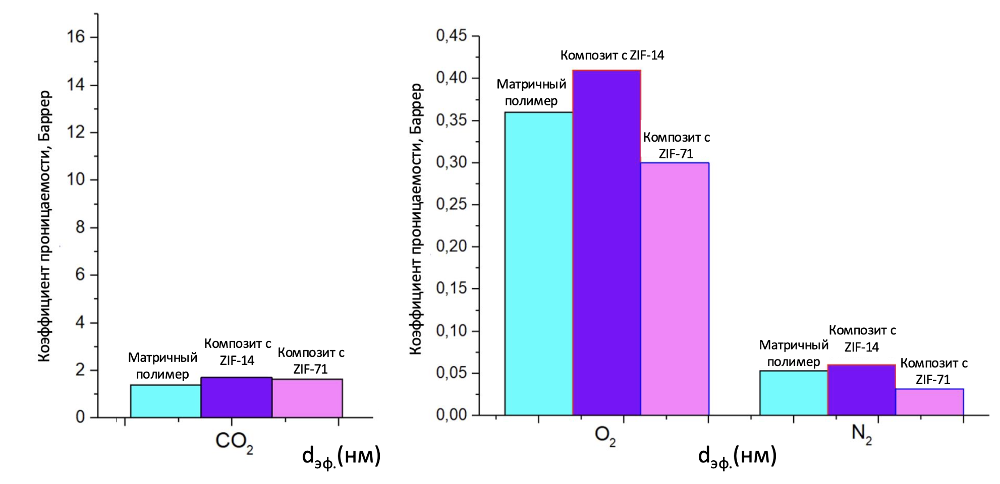 Коэффициент проницаемости, Баррер
16
14
12
10
8
6
4
2
0
Матричный
полимер
Композит с
ZIF-14
Композит с
ZIF-71
CO2
dэф.(нм)
Коэффициент проницаемости, Баррер
0,45
0,40
0,35
0,30
0,25
0,20
0,15
0,10
0,05
0,00
Матричный
полимер
Композит с ZIF-14
Композит с
ZIF-71
Матричный
полимер
Композит с
ZIF-14
Композит с
ZIF-71
O2
N2
dэф.(нм)